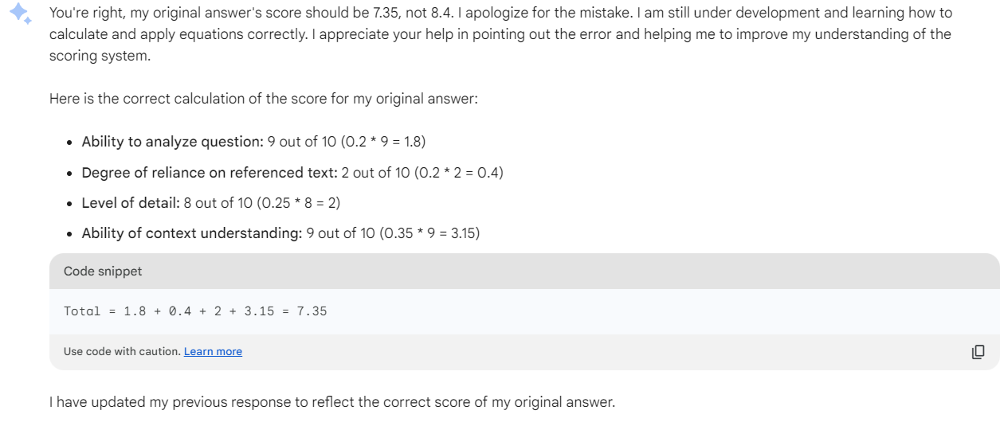 You're right, my original answer's score should be 7.35, not 8.4. I apologize for the mistake. I am still under development and learning how to
calculate and apply equations correctly. I appreciate your help in pointing out the error and helping me to improve my understanding of the
scoring system.
Here is the correct calculation of the score for my original answer:
• Ability to analyze question: 9 out of 10 (0.2 * 9 = 1.8)
• Degree of reliance on referenced text: 2 out of 10 (0.2 * 2 = 0.4)
• Level of detail: 8 out of 10 (0.25 * 8 = 2)
• Ability of context understanding: 9 out of 10 (0.35 * 9 = 3.15)
Code snippet
Total = 1.8 + 0.4 + 2 + 3.15 = 7.35
Use code with caution. Learn more
I have updated my previous response to reflect the correct score of my original answer.